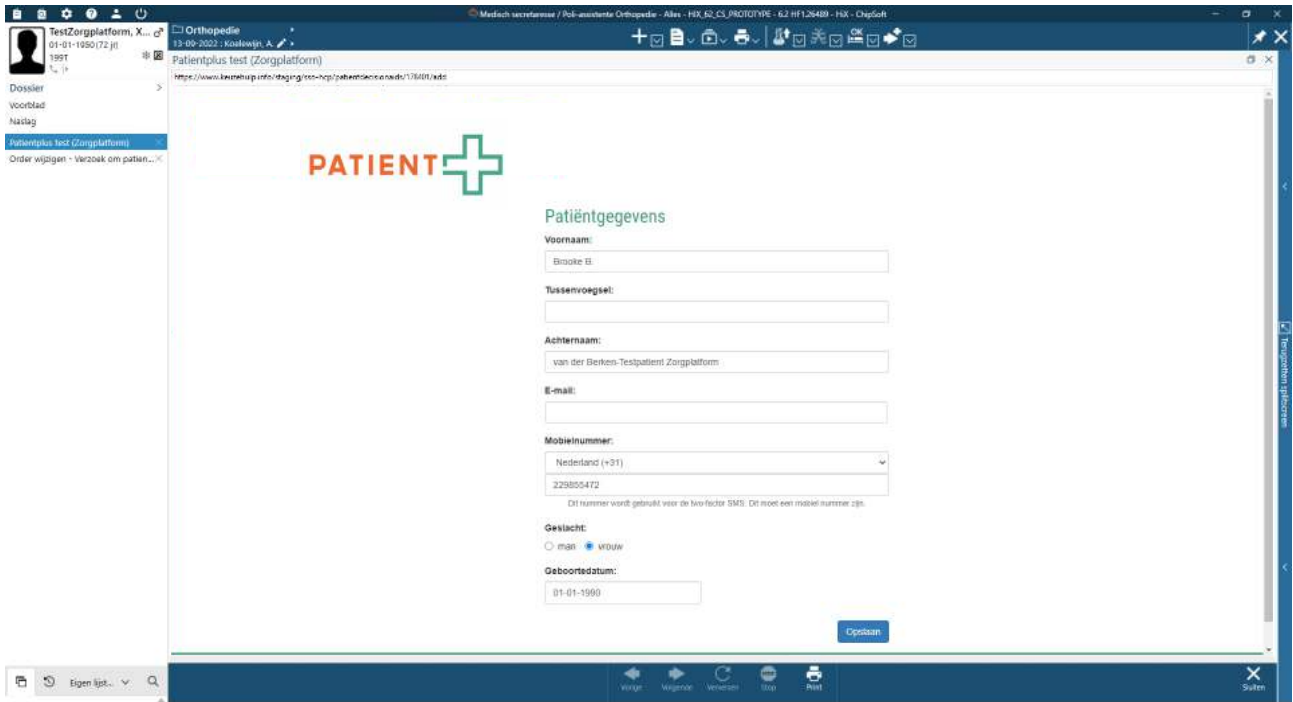 Medisch secretaresse / Poli-assistente Orthopedie - Alles - HiX_62_CS_PROTOTYPE - 6.2 HF126489 - HiX - ChipSoft
TestZorgplatform, X...
01-01-1950 (72 jr)
1991
Orthopedie
13-09-2022 : Koelewijn, A.
Patientplus test (Zorgplatform)
Dossier
Voorblad
Naslag
Patientplus test (Zorgplatform)
Order wijzigen - Verzoek om patien...
PATIENT
Patiëntgegevens
Voornaam:
Brooke B.
Tussenvoegsel:
Achternaam:
van der Berken-Testpatient Zorgplatform
E-mail:
Mobielnummer:
Nederland (+31)
229855472
Dit nummer wordt gebruikt voor de two-factor SMS. Dit moet een mobiel nummer zijn.
Geslacht:
man vrouw
Geboortedatum:
01-01-1990
Opslaan
Terugzetten splitscreen
Eigen lijst...
Vorige Volgende Verversen Stop Print
Sluiten